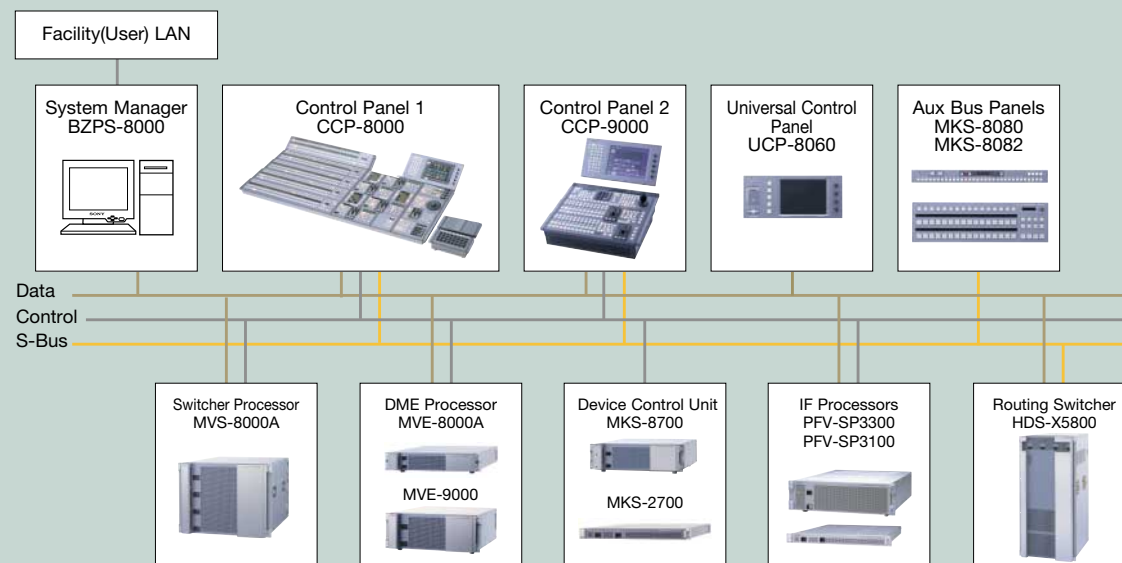 Facility(User) LAN
System Manager
BZPS-8000
SONY
Control Panel 1
CCP-8000
Control Panel 2
CCP-9000
Universal Control
Panel
UCP-8060
Aux Bus Panels
MKS-8080
MKS-8082
Data
Control
S-Bus
Switcher Processor
MVS-8000A
DME Processor
MVE-8000A
MVE-9000
Device Control Unit
MKS-8700
MKS-2700
IF Processors
PFV-SP3300
PFV-SP3100
Routing Switcher
HDS-X5800